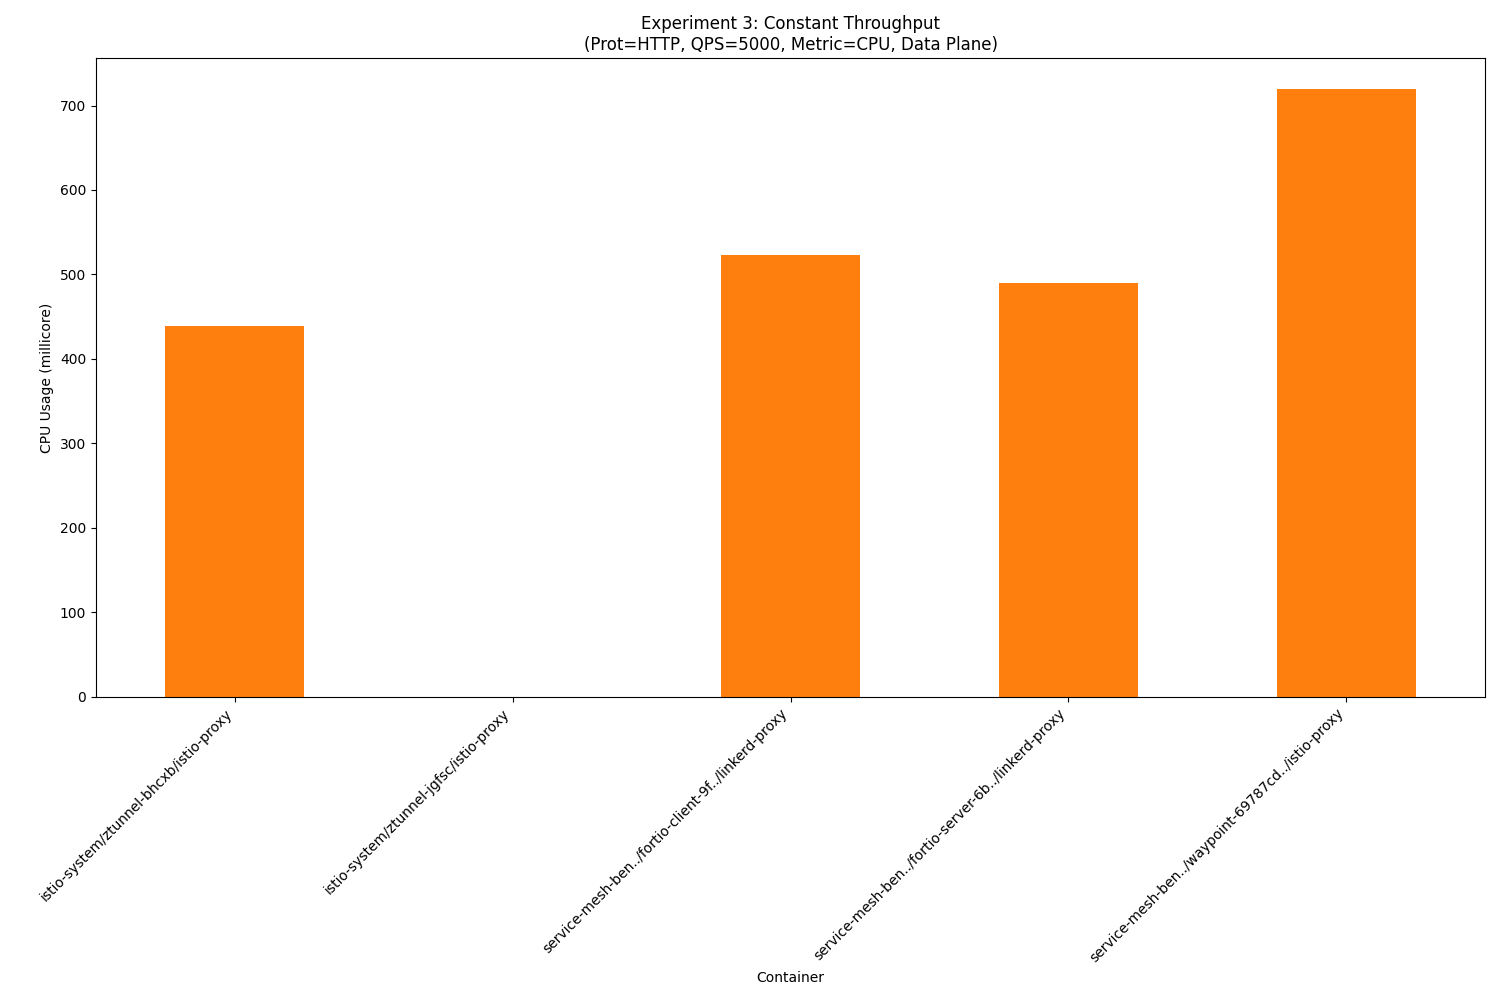 Experiment 3: Constant Throughput
(Prot=HTTP, QPS=5000, Metric=CPU, Data Plane)
CPU Usage (millicore)
700
600
500
400
300
200
100
0
istio-system/ztunnel-bhcxb/istio-proxy
istio-system/ztunnel-jgfsc/istio-proxy
service-mesh-ben../fortio-client-9f../linkerd-proxy
service-mesh-ben../fortio-server-6b../linkerd-proxy
service-mesh-ben../waypoint-69787cd../istio-proxy
Container